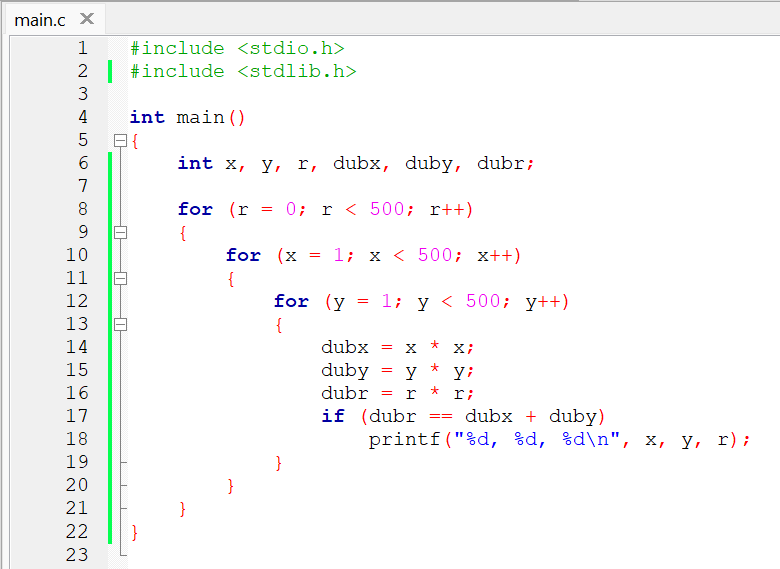 main.c ✕
1 #include <stdio.h>
2 #include <stdlib.h>
3
4 int main()
5 {
6     int x, y, r, dubx, duby, dubr;
7
8     for (r = 0; r < 500; r++)
9     {
10         for (x = 1; x < 500; x++)
11         {
12             for (y = 1; y < 500; y++)
13             {
14                 dubx = x * x;
15                 duby = y * y;
16                 dubr = r * r;
17                 if (dubr == dubx + duby)
18                     printf("%d, %d, %d\n", x, y, r);
19             }
20         }
21     }
22 }
23